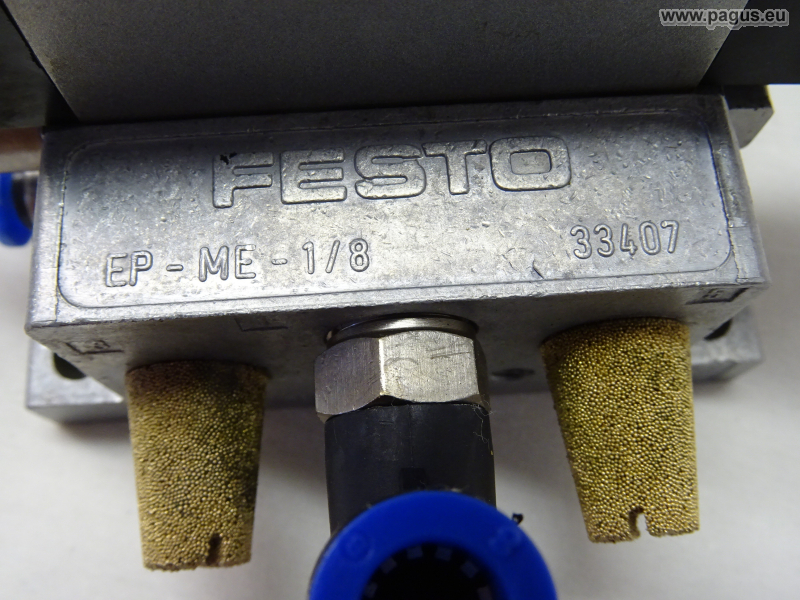 www.pagus.eu
FESTO
EP - ME - 1/8 33407